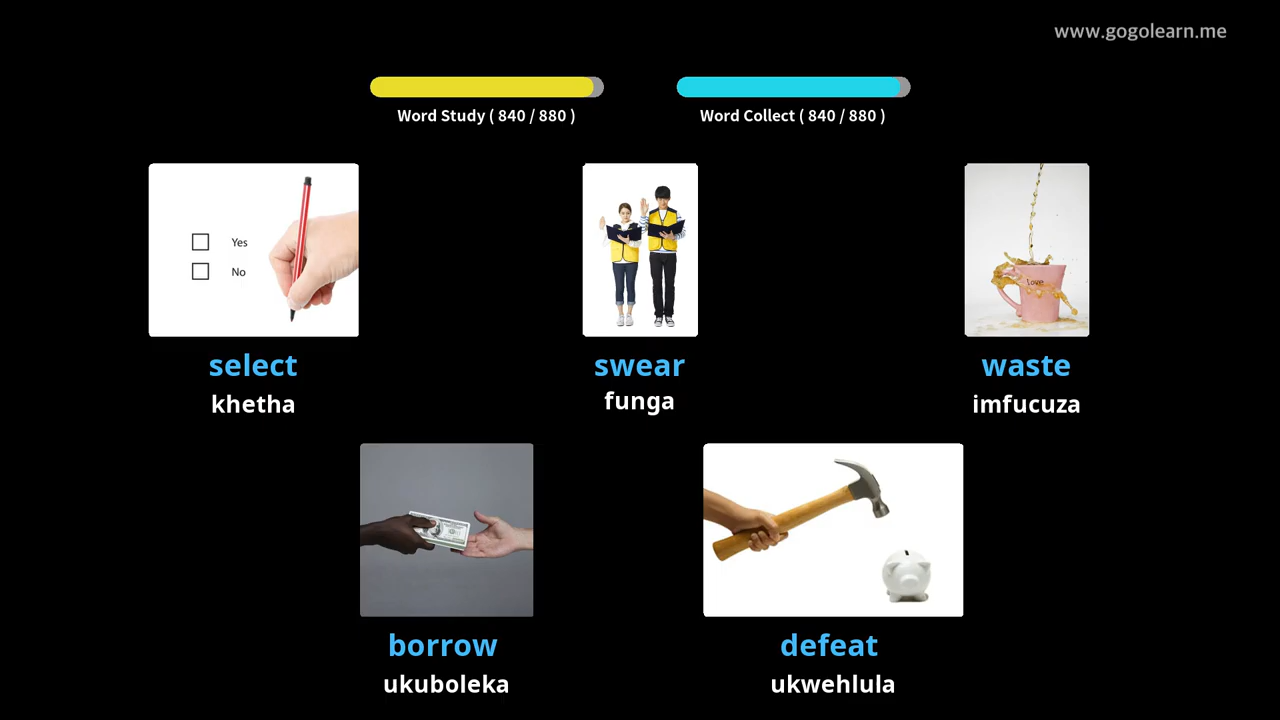 www.gogolearn.me
Word Study ( 840 / 880 )
Word Collect ( 840 / 880 )
Yes
No
Love
select
khetha
swear
funga
waste
imfucuza
borrow
ukuboleka
defeat
ukwehlula